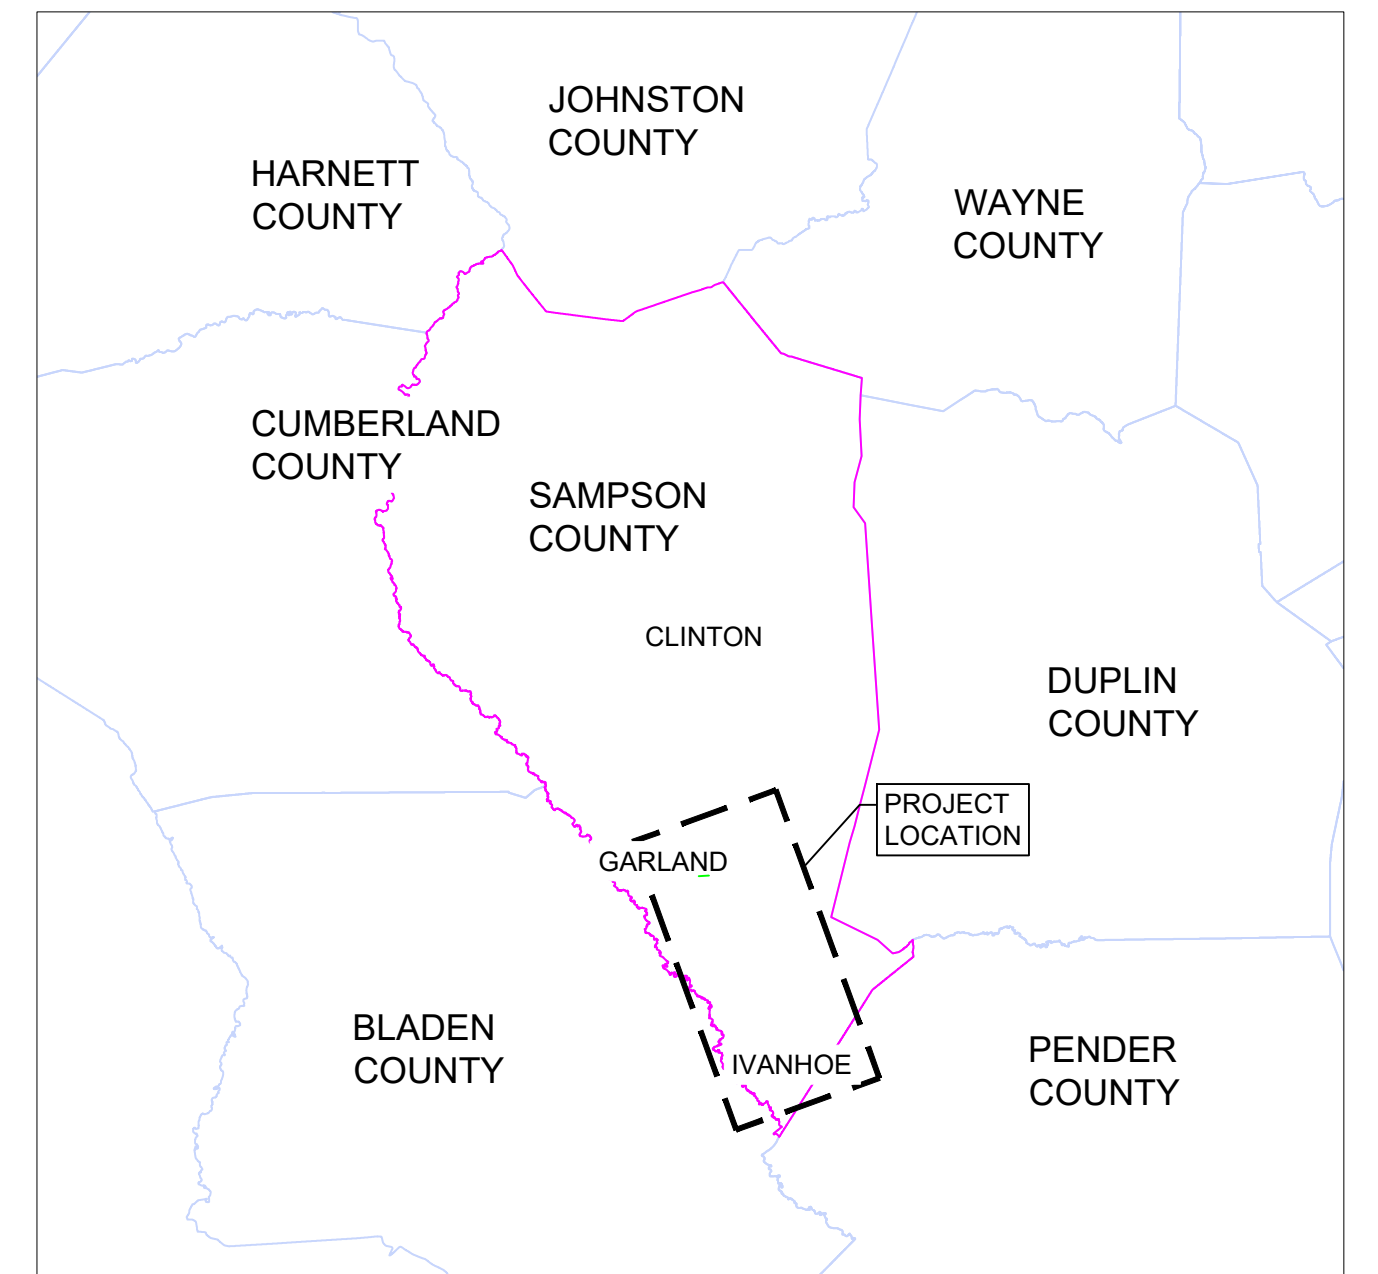 JOHNSTON
COUNTY
HARNETT
COUNTY
WAYNE
COUNTY
CUMBERLAND
COUNTY
SAMPSON
COUNTY
CLINTON
DUPLIN
COUNTY
PROJECT
LOCATION
GARLAND
BLADEN
COUNTY
IVANHOE
PENDER
COUNTY